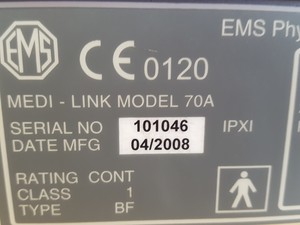 EMS
CE 0120
EMS Phy
MEDI - LINK MODEL 70A
SERIAL NO 101046 IPXI
DATE MFG 04/2008
RATING CONT
CLASS 1
TYPE BF